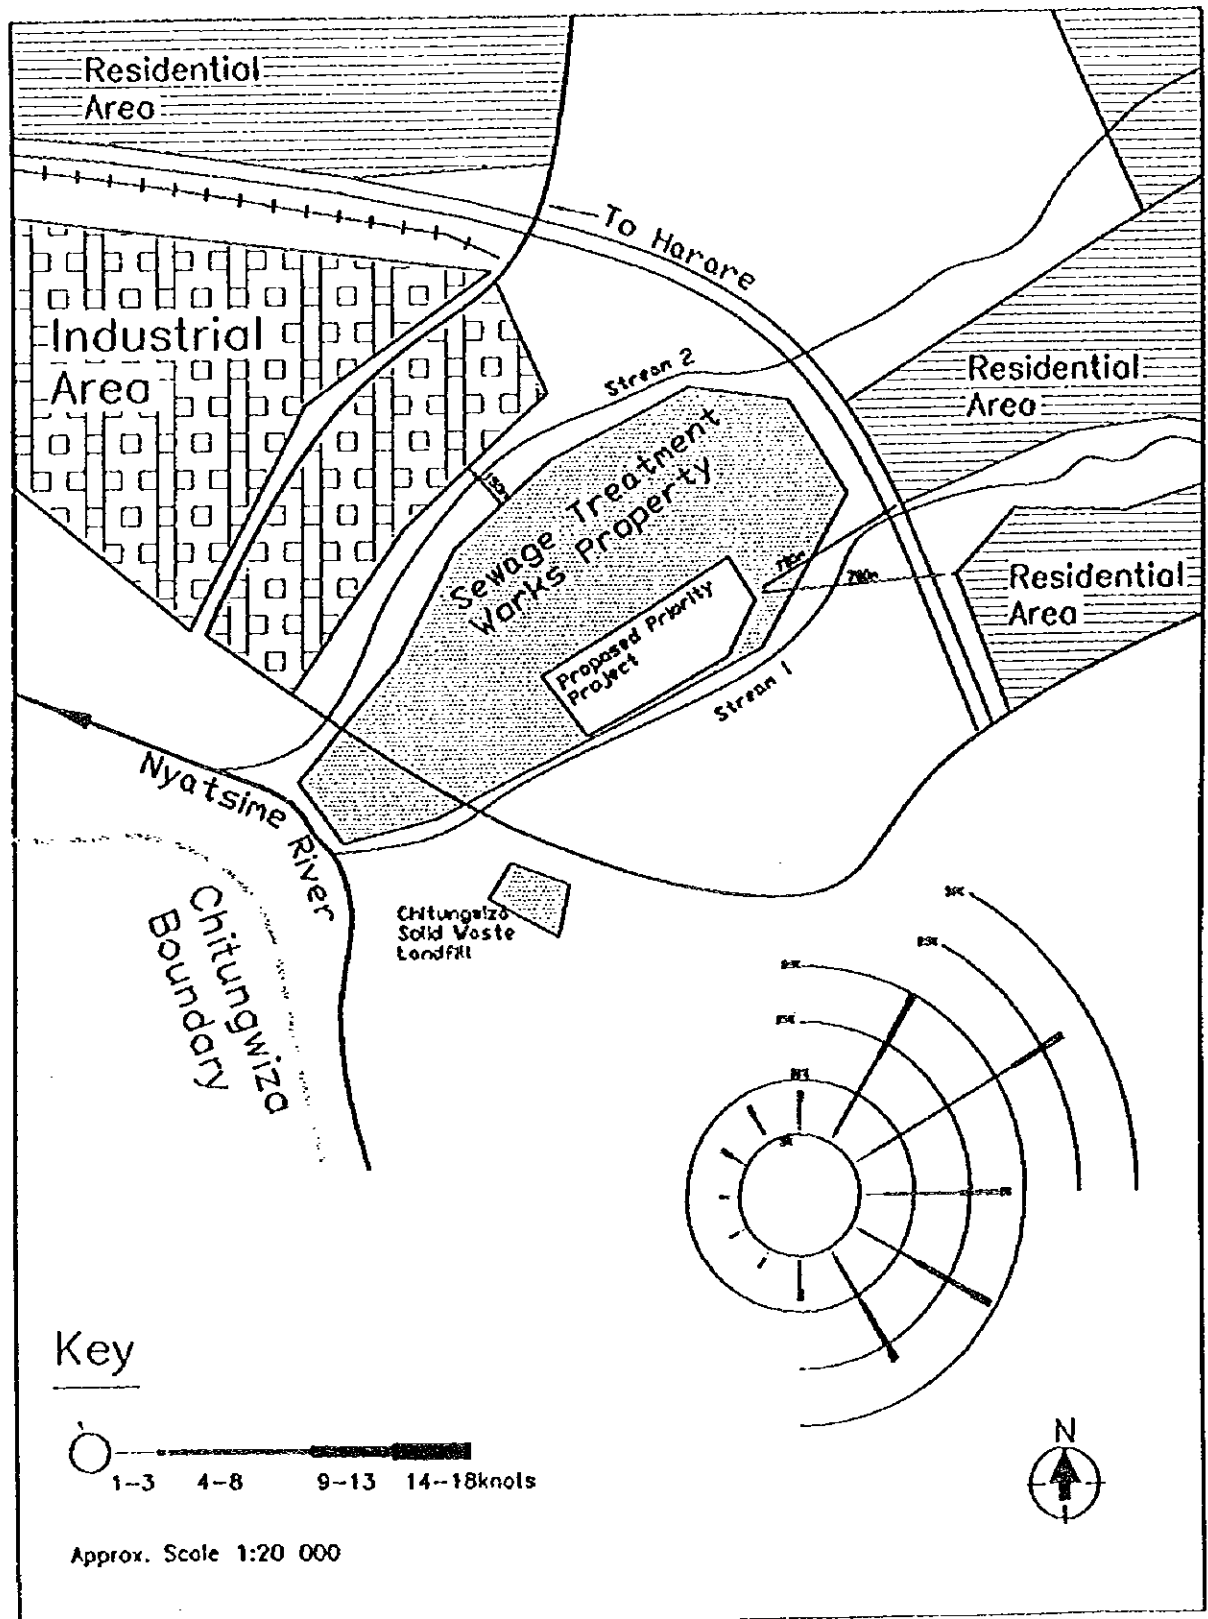 Residential
Area
To Harare
Industrial
Area
Stream 2
Residential
Area
150m
Sewage Treatment
Works Property
Residential
Area
Proposed Priority
Project
Stream 1
Nyatsime River
Chitungwiza
Boundary
Chitungwiza
Solid Waste
Landfill
Key
1-3 4-8 9-13 14-18knots
N
Approx. Scale 1:20 000